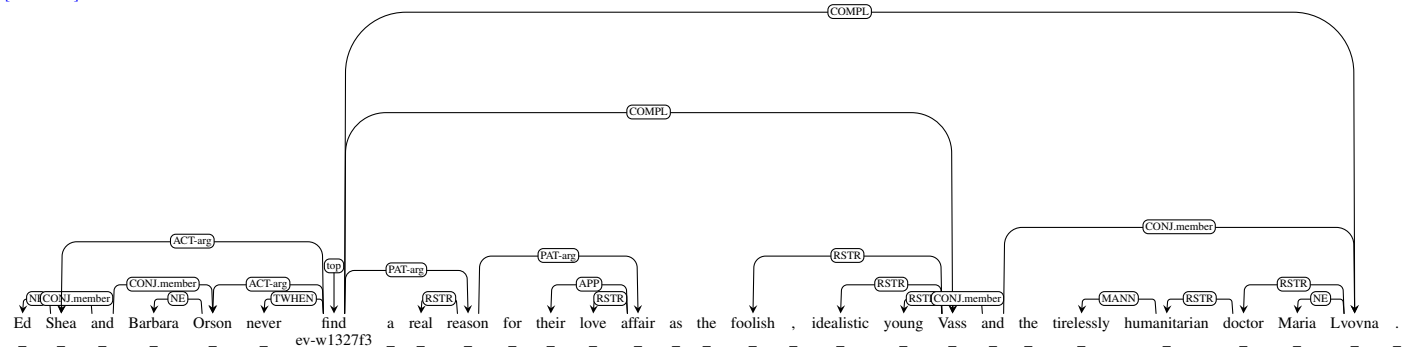 COMPL
COMPL
CONJ.member
ACT-arg
PAT-arg
RSTR
top
PAT-arg
CONJ.member
ACT-arg
APP
RSTR
RSTR
CONJ.member
NE
TWHEN
RSTR
RSTR
CONJ.member
MANN
RSTR
NE
Ed Shea and Barbara Orson never find a real reason for their love affair as the foolish , idealistic young Vass and the tirelessly humanitarian doctor Maria Lvovna .
_ _ _ _ _ _ ev-w1327f3 _ _ _ _ _ _ _ _ _ _ _ _ _ _ _ _ _ _ _ _ _ _